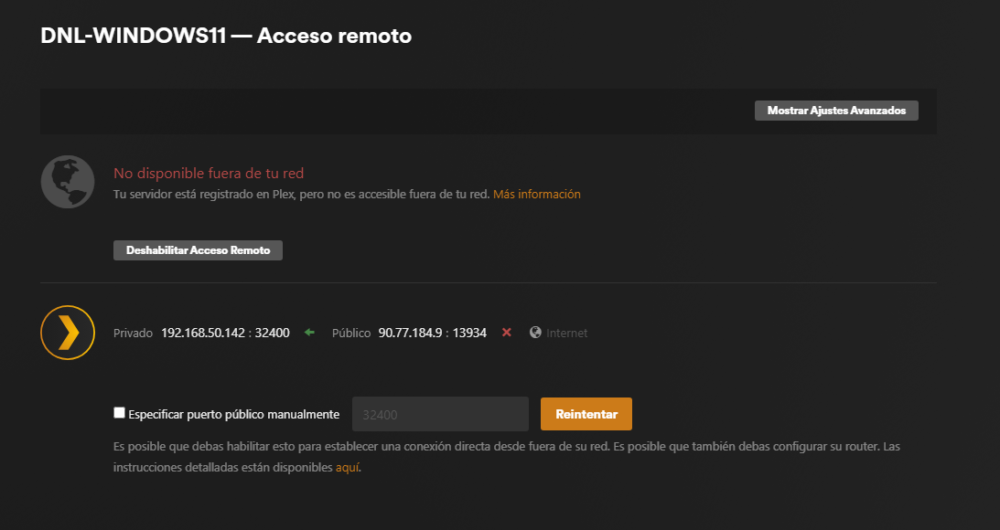 DNL-WINDOWS11 — Acceso remoto
Mostrar Ajustes Avanzados
No disponible fuera de tu red
Tu servidor está registrado en Plex, pero no es accesible fuera de tu red. Más información
Deshabilitar Acceso Remoto
Privado 192.168.50.142 : 32400 Público 90.77.184.9 : 13934 Internet
Especificar puerto público manualmente 32400 Reintentar
Es posible que debas habilitar esto para establecer una conexión directa desde fuera de su red. Es posible que también debas configurar su router. Las
instrucciones detalladas están disponibles aquí.